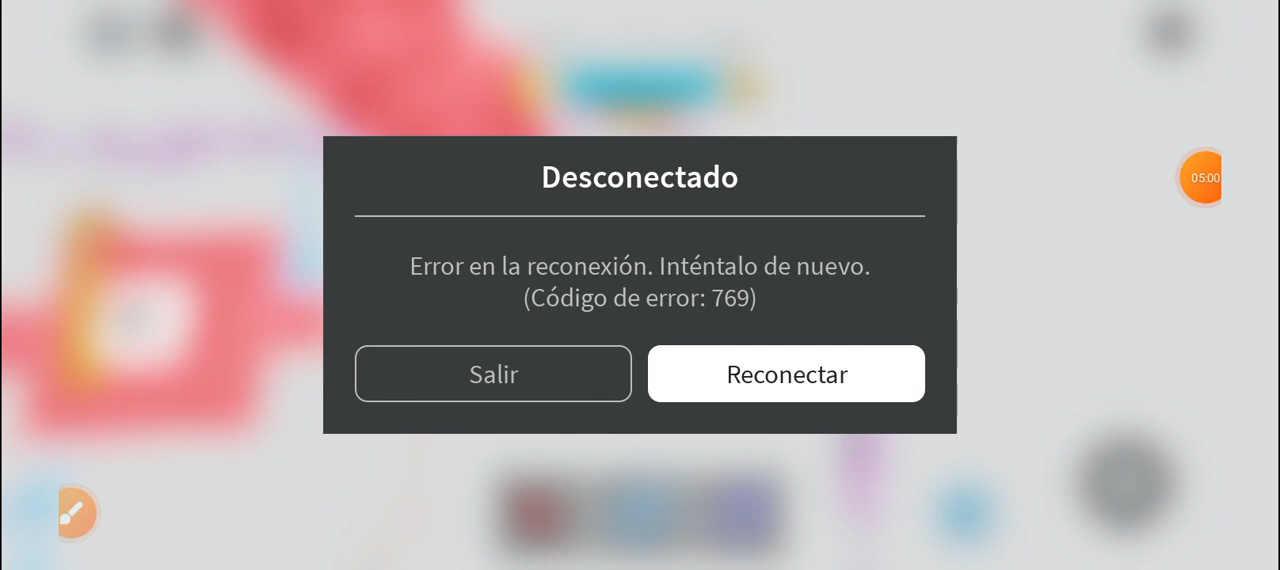 Desconectado
05:00
Error en la reconexión. Inténtalo de nuevo.
(Código de error: 769)
Salir
Reconectar